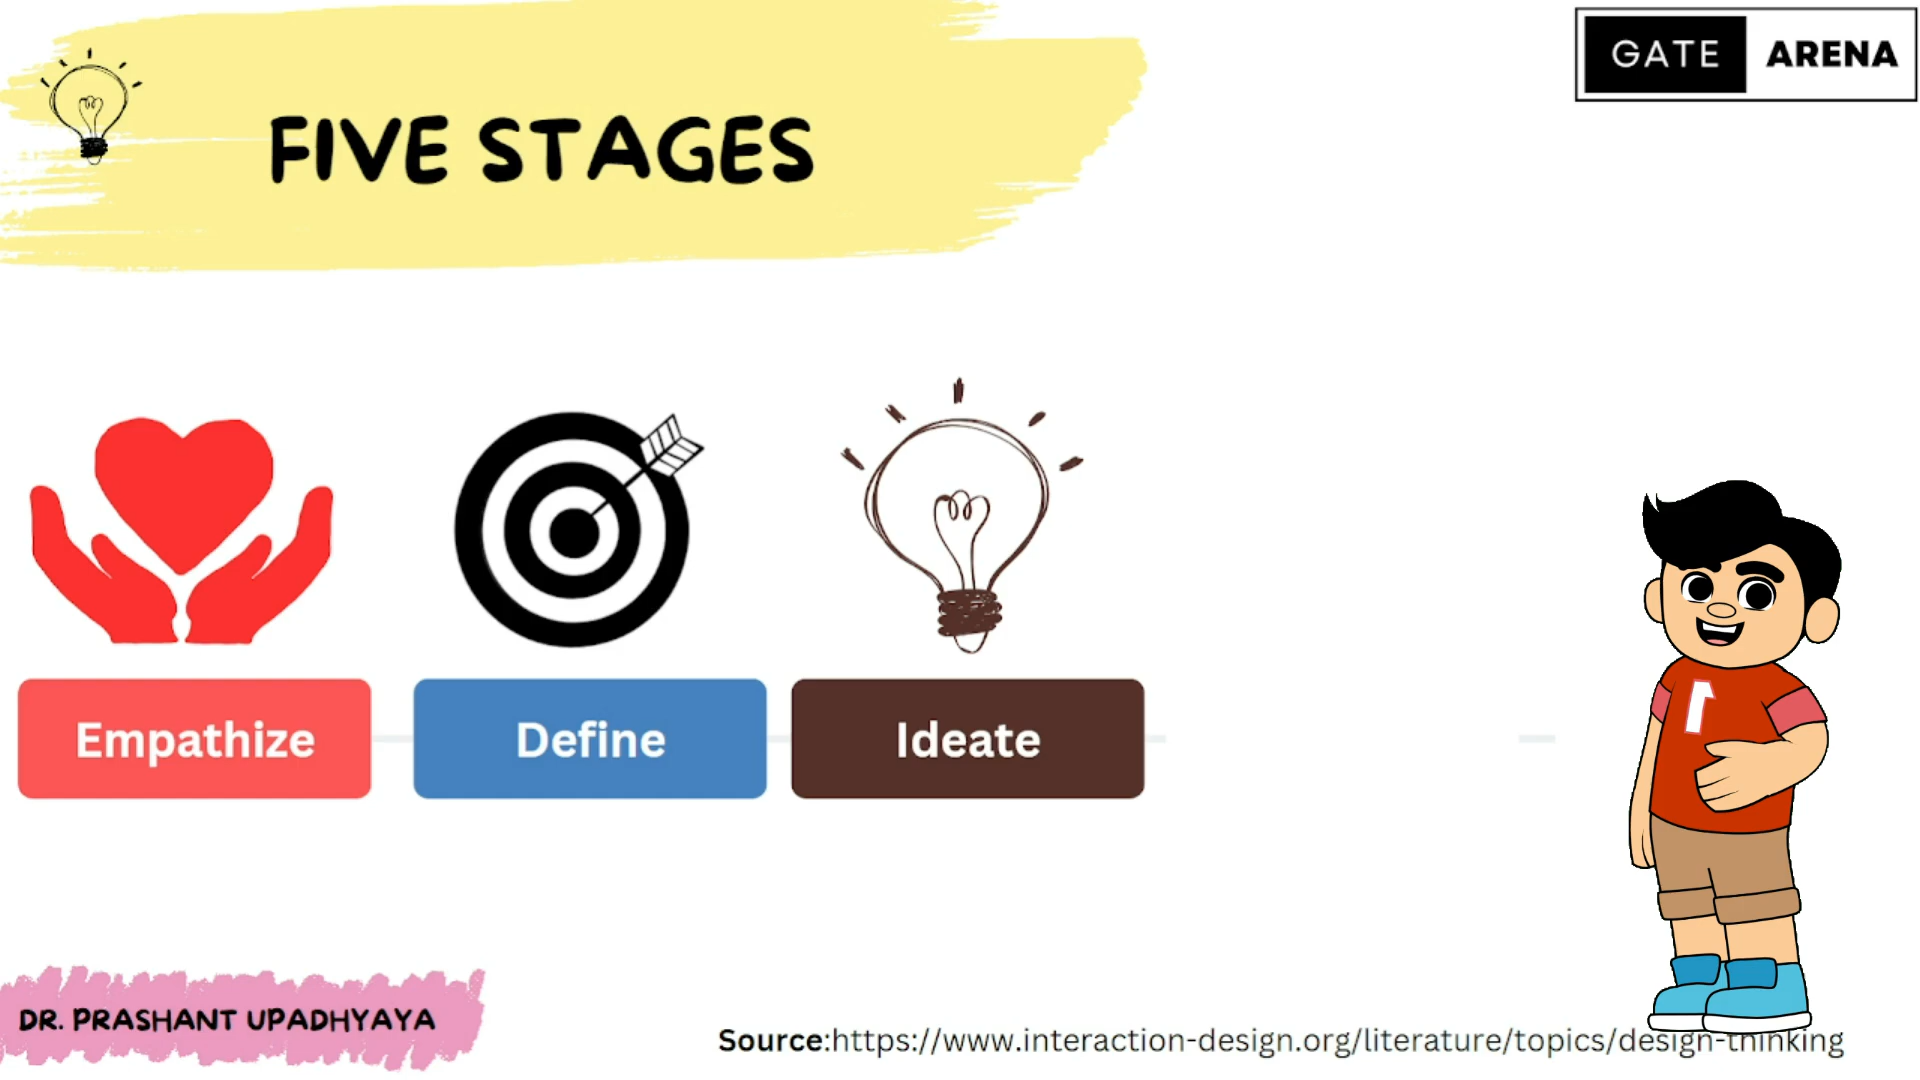 GATE ARENA
FIVE STAGES
1
Empathize
Define
Ideate
DR. PRASHANT UPADHYAYA
Source:https://www.interaction-design.org/literature/topics/design-thinking